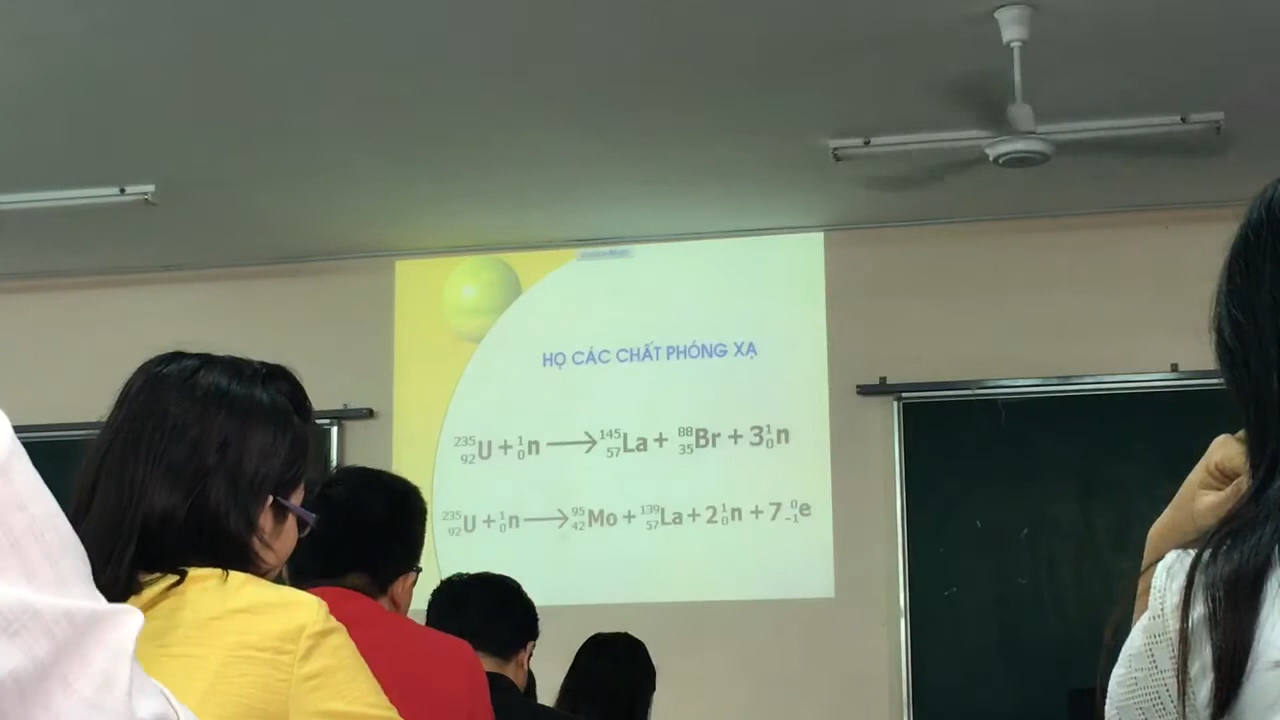 HỌ CÁC CHẤT PHÓNG XẠ
²³⁵₉₂U + ¹₀n ⟶ ¹⁴⁵₅₇La + ⁸⁸₃₅Br + 3¹₀n
²³⁵₉₂U + ¹₀n ⟶ ⁹⁵₄₂Mo + ¹³⁹₅₇La + 2¹₀n + 7⁰₋₁e